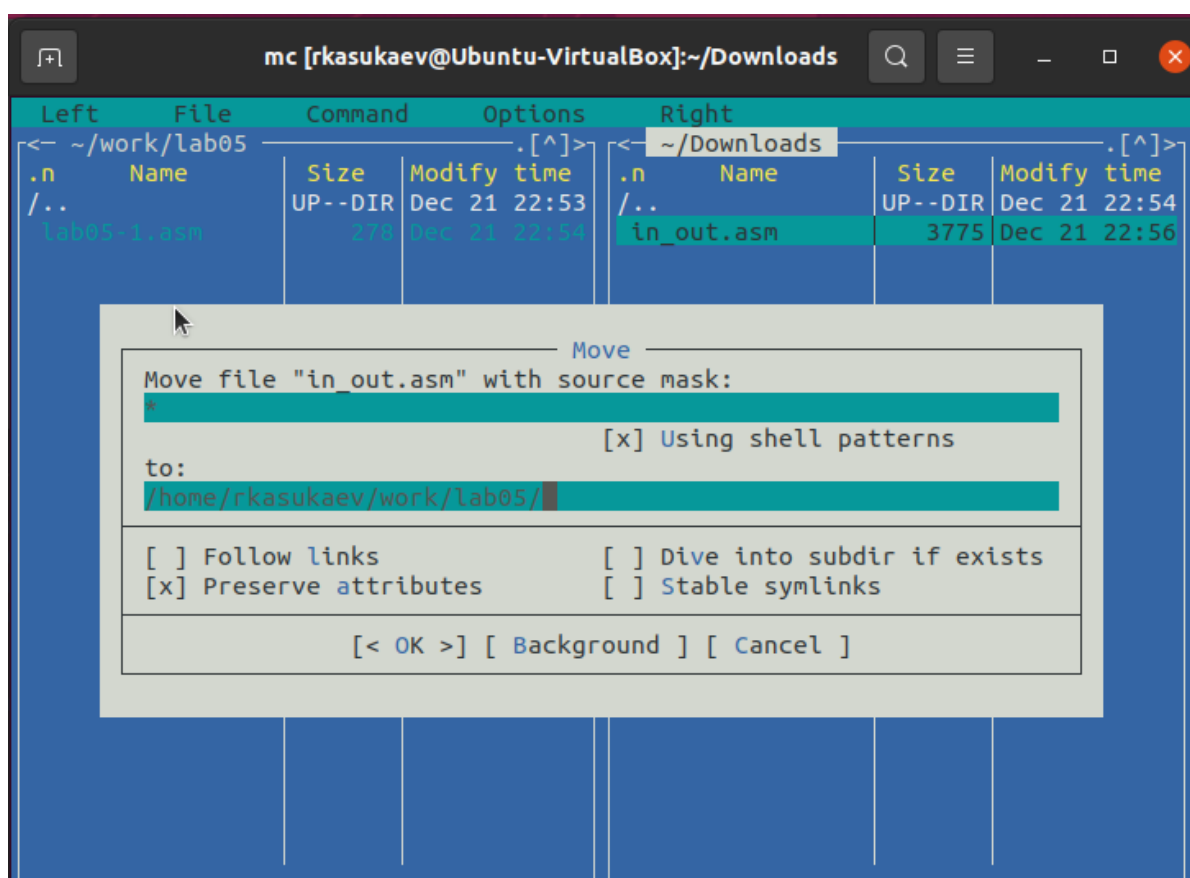 mc [rkasukaev@Ubuntu-VirtualBox]:~/Downloads
Left File Command Options Right
<─ ~/work/lab05 ─.[^]>
.n Name Size Modify time
/.. UP--DIR Dec 21 22:53
lab05-1.asm 278 Dec 21 22:54
<─ ~/Downloads ─.[^]>
.n Name Size Modify time
/.. UP--DIR Dec 21 22:54
in_out.asm 3775 Dec 21 22:56
Move
Move file "in_out.asm" with source mask:
*
[x] Using shell patterns
to:
/home/rkasukaev/work/lab05/
[ ] Follow links [ ] Dive into subdir if exists
[x] Preserve attributes [ ] Stable symlinks
[< OK >] [ Background ] [ Cancel ]